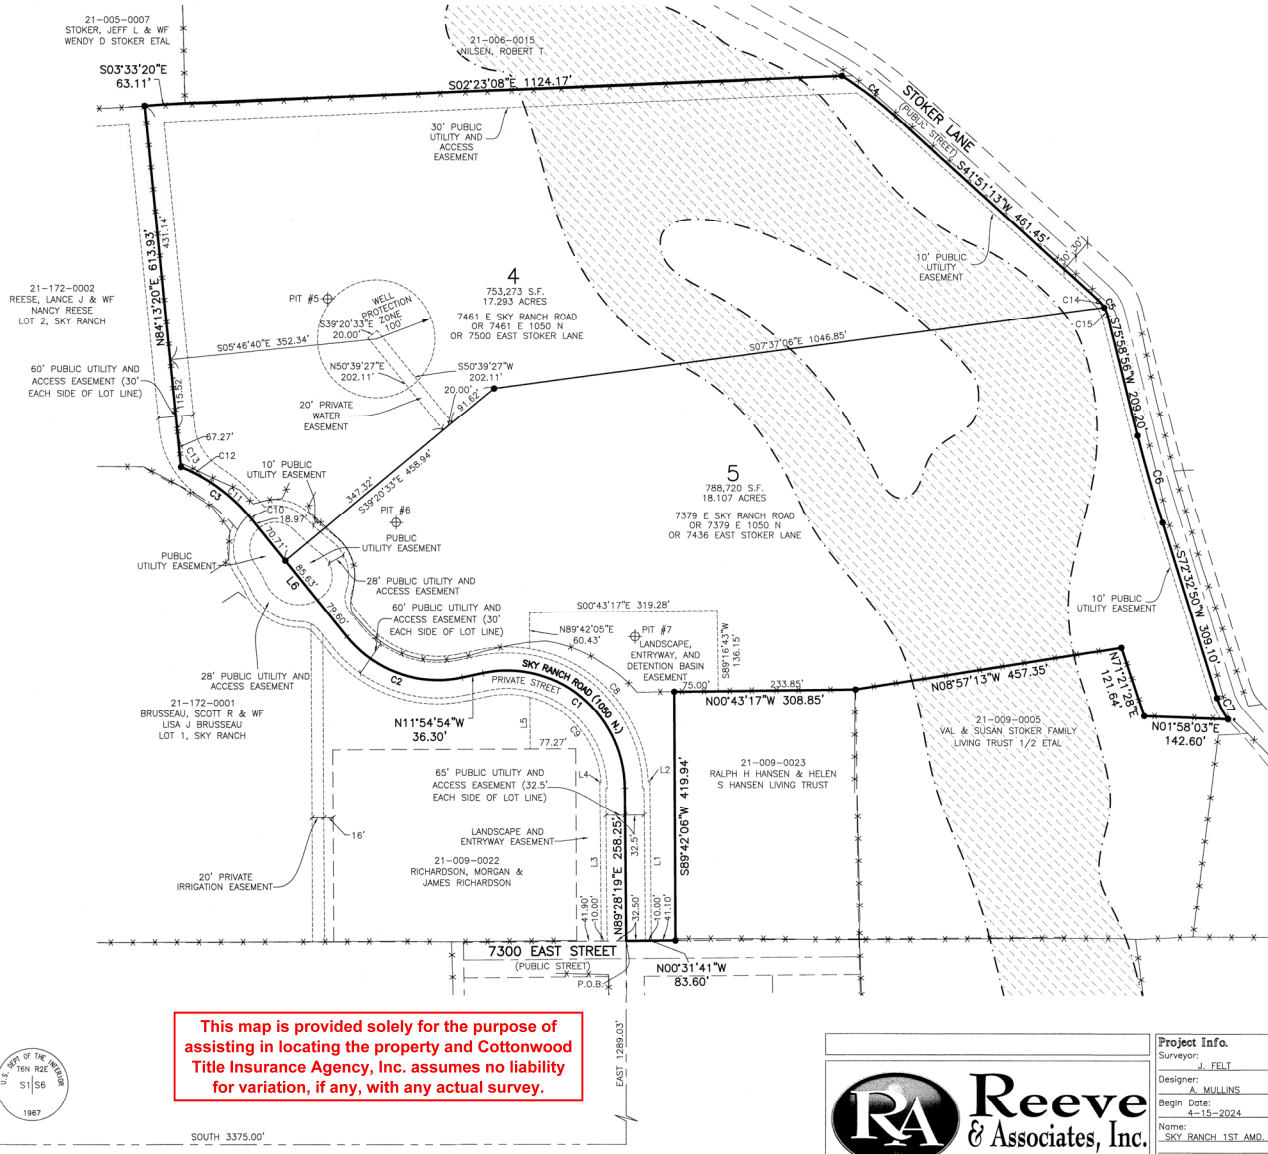 21-005-0007
STOKER, JEFF L & WF
WENDY D STOKER ETAL
S03°33'20"E
63.11'
21-006-0015
NILSEN, ROBERT T
S02°23'08"E 1124.17'
C4
STOKER LANE
(PUBLIC STREET)
S41°51'13"W 461.45'
30' PUBLIC
UTILITY AND
ACCESS
EASEMENT
N84°13'20"E 613.93'
431.14'
10' PUBLIC
UTILITY
EASEMENT
30'
30'
21-172-0002
REESE, LANCE J & WF
NANCY REESE
LOT 2, SKY RANCH
PIT #5
WELL
PROTECTION
ZONE
100'
S39°20'33"E
20.00'
4
753,273 S.F.
17.293 ACRES
7461 E SKY RANCH ROAD
OR 7461 E 1050 N
OR 7500 EAST STOKER LANE
C14
C5
C15
S05°46'40"E 352.34'
S07°37'06"E 1046.85'
N50°39'27"E
202.11'
S50°39'27"W
202.11'
20.00'
91.62'
S75°58'56"W 209.20'
60' PUBLIC UTILITY AND
ACCESS EASEMENT (30'
EACH SIDE OF LOT LINE)
115.52
20' PRIVATE
WATER
EASEMENT
67.27'
C13
C12
C3
C11
10' PUBLIC
UTILITY EASEMENT
347.32'
S39°20'33"E 458.94'
C10
18.97'
70.71'
PIT #6
PUBLIC
UTILITY EASEMENT
5
788,720 S.F.
18.107 ACRES
7379 E SKY RANCH ROAD
OR 7379 E 1050 N
OR 7436 EAST STOKER LANE
C6
PUBLIC
UTILITY EASEMENT
85.63'
L6
79.60'
28' PUBLIC UTILITY AND
ACCESS EASEMENT
60' PUBLIC UTILITY AND
ACCESS EASEMENT (30'
EACH SIDE OF LOT LINE)
S00°43'17"E 319.28'
N89°42'05"E
60.43'
PIT #7
LANDSCAPE,
ENTRYWAY, AND
DETENTION BASIN
EASEMENT
S89°16'43"W
136.15'
10' PUBLIC
UTILITY EASEMENT
S72°32'50"W 309.10'
28' PUBLIC UTILITY AND
ACCESS EASEMENT
21-172-0001
BRUSSEAU, SCOTT R & WF
LISA J BRUSSEAU
LOT 1, SKY RANCH
C2
SKY RANCH ROAD (1050 N.)
PRIVATE STREET
C1
C8
C9
75.00'
233.85'
N00°43'17"W 308.85'
N08°57'13"W 457.35'
N71°21'28"E
121.64'
C7
N01°58'03"E
142.60'
N11°54'54"W
36.30'
L5
77.27'
21-009-0005
VAL & SUSAN STOKER FAMILY
LIVING TRUST 1/2 ETAL
65' PUBLIC UTILITY AND
ACCESS EASEMENT (32.5'
EACH SIDE OF LOT LINE)
L4
L2
21-009-0023
RALPH H HANSEN & HELEN
S HANSEN LIVING TRUST
S89°42'06"W 419.94'
16'
LANDSCAPE AND
ENTRYWAY EASEMENT
N89°28'19"E 258.25'
32.5'
L3
L1
21-009-0022
RICHARDSON, MORGAN &
JAMES RICHARDSON
20' PRIVATE
IRRIGATION EASEMENT
41.90'
10.00'
32.50'
10.00'
41.10'
7300 EAST STREET
(PUBLIC STREET)
P.O.B.
N00°31'41"W
83.60'
This map is provided solely for the purpose of
assisting in locating the property and Cottonwood
Title Insurance Agency, Inc. assumes no liability
for variation, if any, with any actual survey.
EAST 1289.03'
U.S. DEPT OF THE INTERIOR
T6N R2E
S1 S6
1967
SOUTH 3375.00'
RA
Reeve
& Associates, Inc.
Project Info.
Surveyor:
J. FELT
Designer:
A. MULLINS
Begin Date:
4-15-2024
Name:
SKY RANCH 1ST AMD.